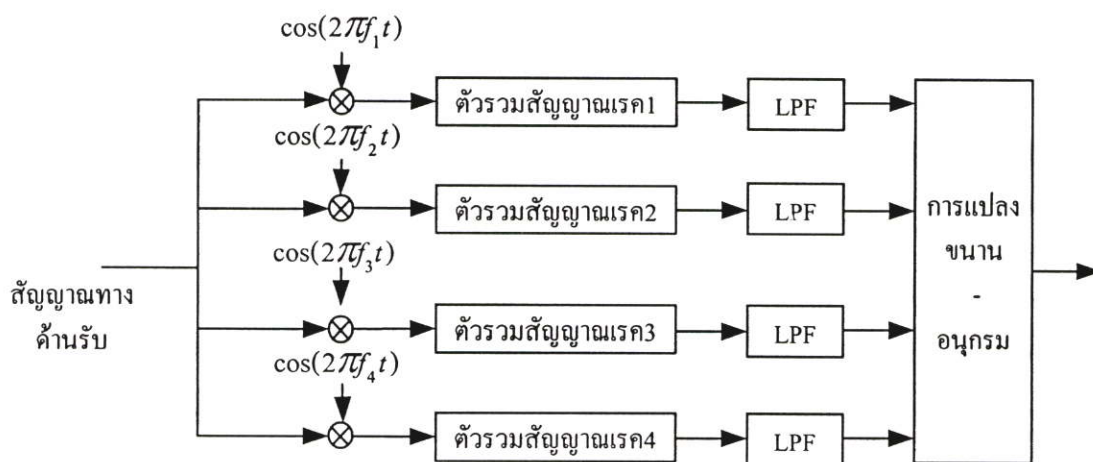 cos(2πf₁t)
ตัวรวมสัญญาณเรค1
LPF
cos(2πf₂t)
ตัวรวมสัญญาณเรค2
LPF
cos(2πf₃t)
ตัวรวมสัญญาณเรค3
LPF
cos(2πf₄t)
ตัวรวมสัญญาณเรค4
LPF
สัญญาณทาง
ด้านรับ
การแปลง
ขนาน
-
อนุกรม